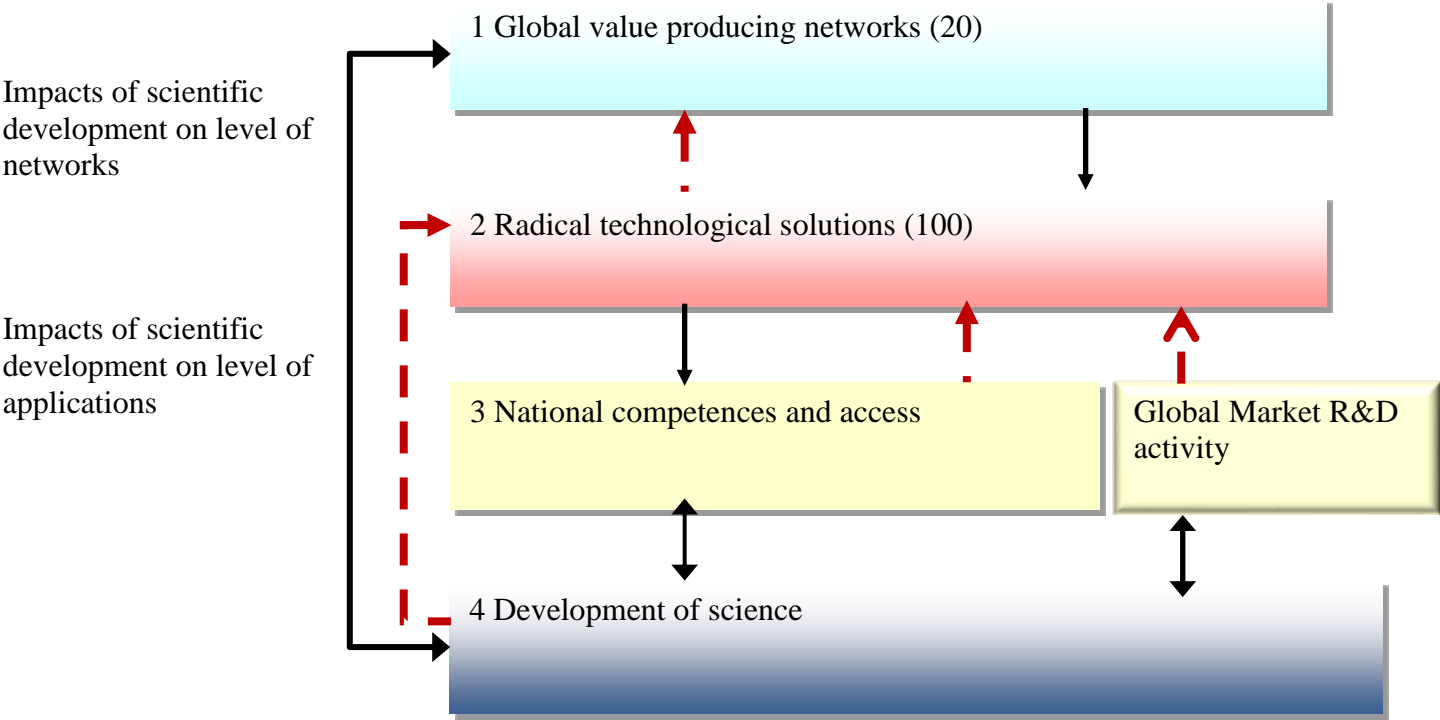 1 Global value producing networks (20)
Impacts of scientific
development on level of
networks
2 Radical technological solutions (100)
Impacts of scientific
development on level of
applications
3 National competences and access
Global Market R&D
activity
4 Development of science